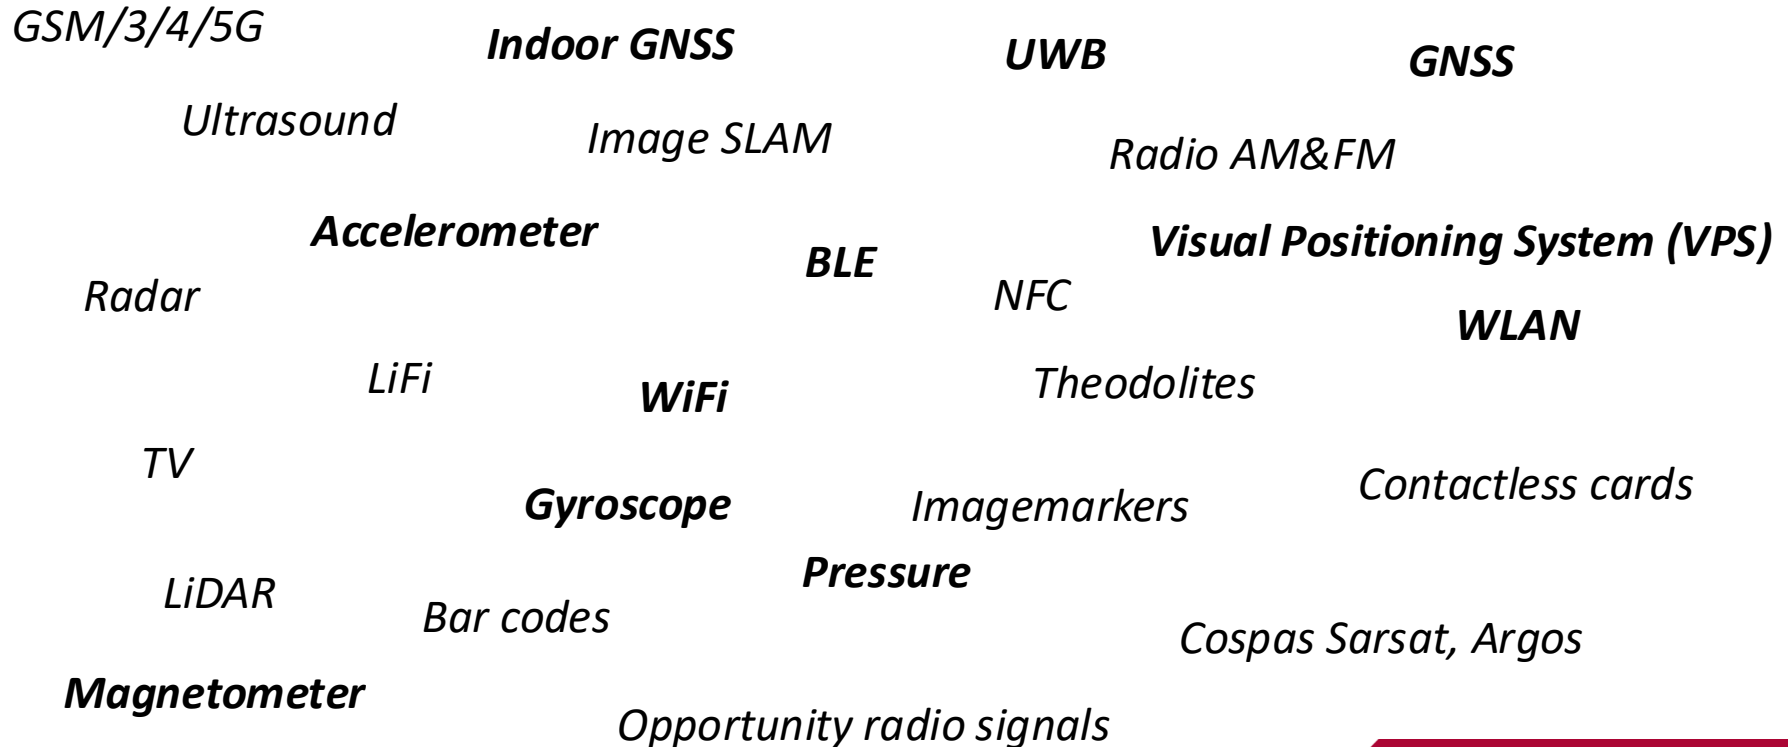 GSM/3/4/5G
Indoor GNSS
UWB
GNSS
Ultrasound
Image SLAM
Radio AM&FM
Accelerometer
BLE
Visual Positioning System (VPS)
Radar
NFC
WLAN
LiFi
WiFi
Theodolites
TV
Gyroscope
Imagemarkers
Contactless cards
Pressure
LiDAR
Bar codes
Cospas Sarsat, Argos
Magnetometer
Opportunity radio signals